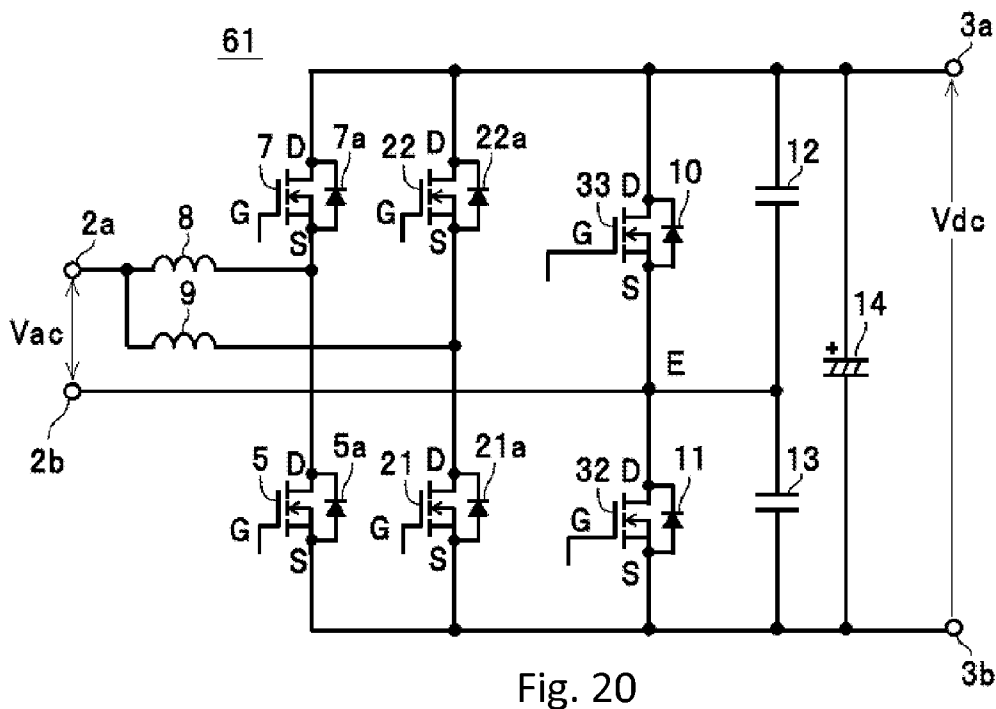 61
3a
7 D 7a
22 D 22a
33 D 10
12
G S
G S
G S
Vdc
2a
8
9
Vac
14
+
E
2b
5 D 5a
21 D 21a
32 D 11
13
G S
G S
G S
3b
Fig. 20